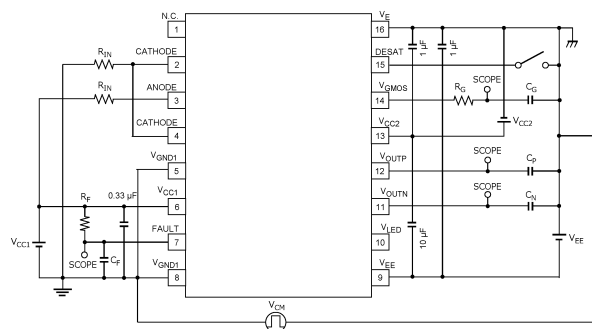 N.C.
1
CATHODE
2
ANODE
3
CATHODE
4
VGND1
5
VCC1
6
FAULT
7
VGND1
8
VE
16
DESAT
15
VGMOS
14
VCC2
13
VOUTP
12
VOUTN
11
VLED
10
VEE
9
RIN
RIN
RF
0.33 μF
VCC1
SCOPE
CF
VCM
1 μF
1 μF
SCOPE
RG
CG
VCC2
SCOPE
CP
SCOPE
CN
10 μF
VEE